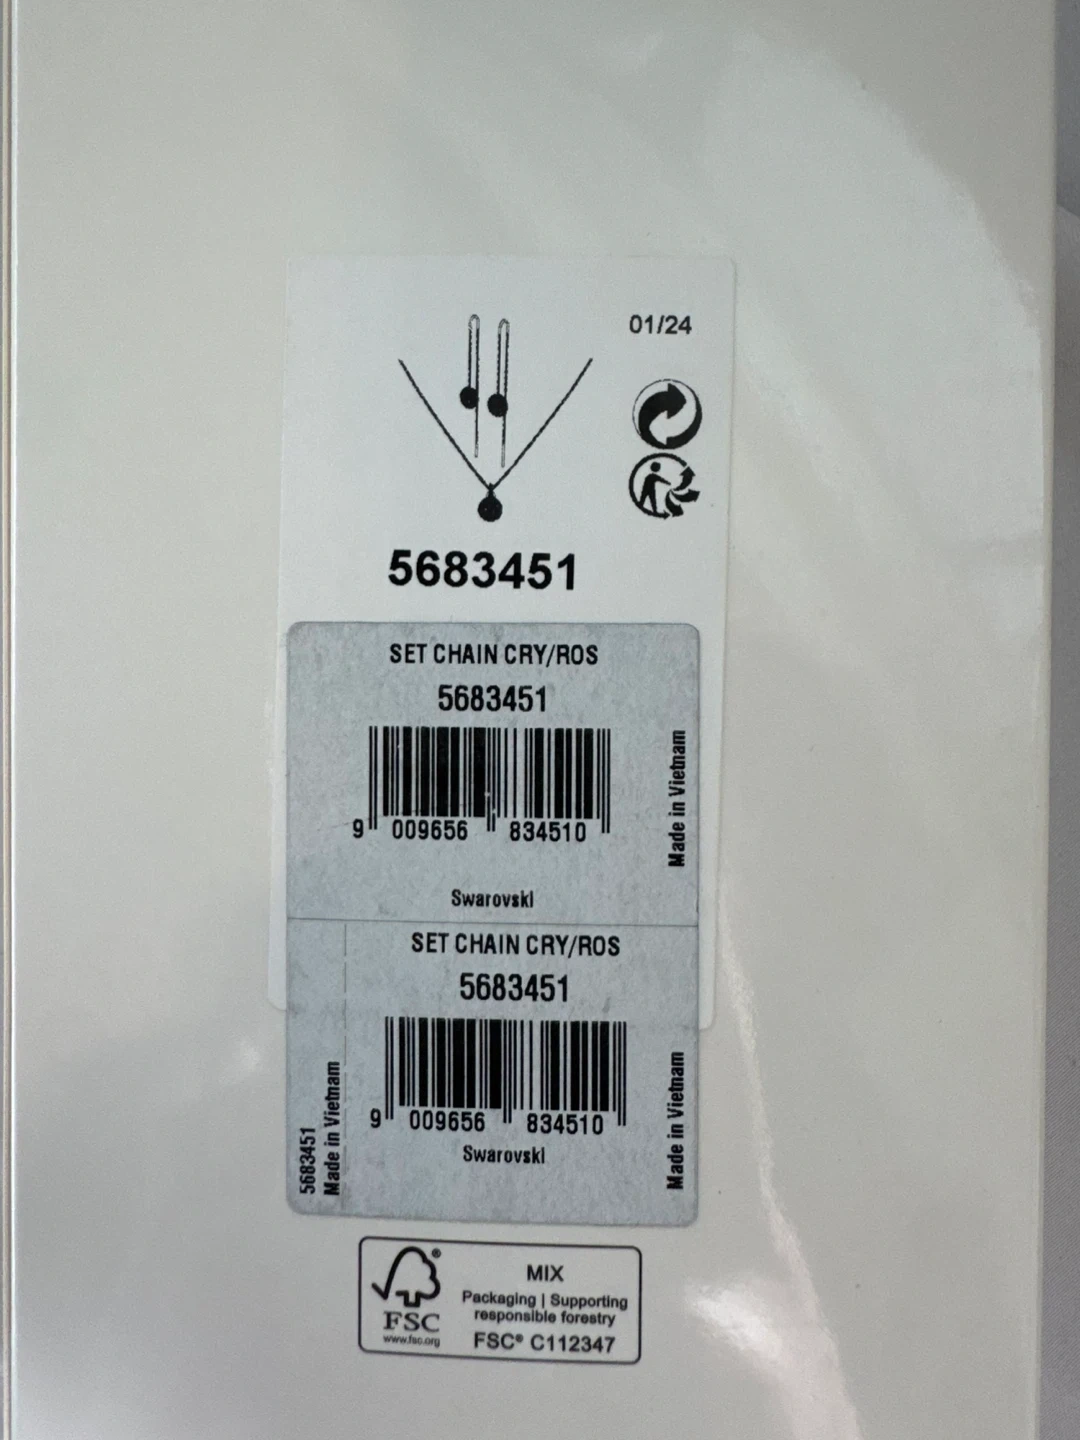 01/24
5683451
SET CHAIN CRY/ROS
5683451
9 009656 834510
Made in Vietnam
Swarovski
SET CHAIN CRY/ROS
5683451
9 009656 834510
Swarovski
Made in Vietnam
5683451
Made in Vietnam
FSC®
www.fsc.org
MIX
Packaging | Supporting
responsible forestry
FSC® C112347